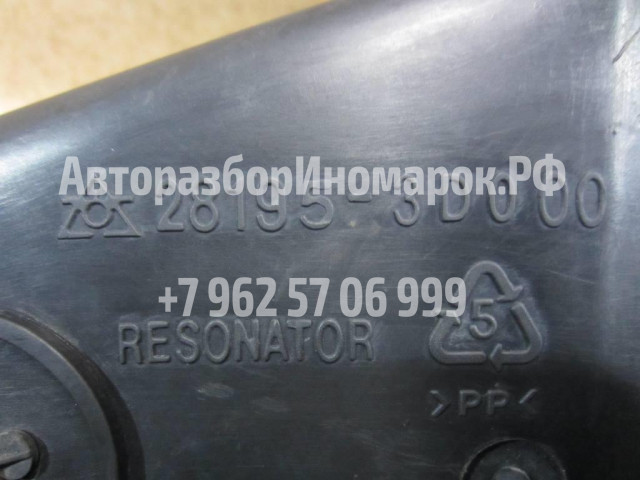 АвторазборИномарок.РФ
28195-3D000
+7 962 57 06 999
RESONATOR
5
>PP<